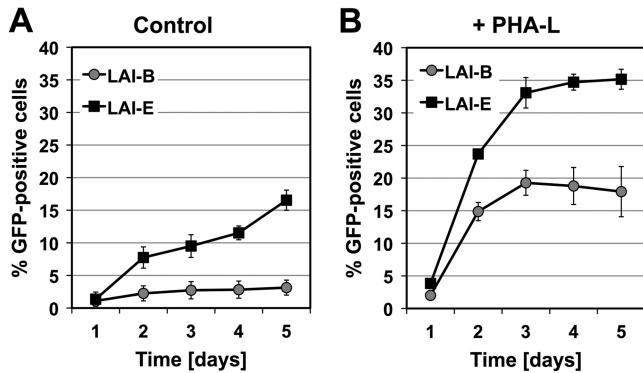 A
Control
% GFP-positive cells
40
35
30
25
20
15
10
5
0
LAI-B
LAI-E
1 2 3 4 5
Time [days]
B
+ PHA-L
% GFP-positive cells
40
35
30
25
20
15
10
5
0
LAI-B
LAI-E
1 2 3 4 5
Time [days]